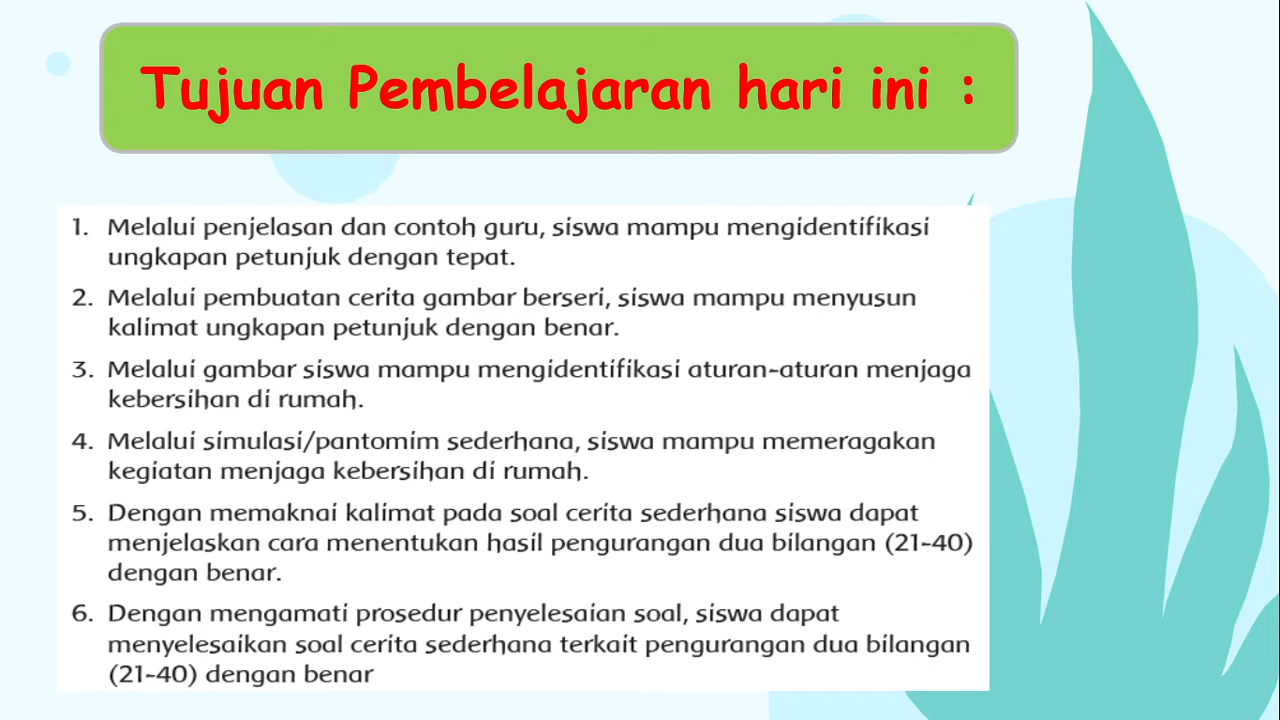 Tujuan Pembelajaran hari ini :
1. Melalui penjelasan dan contoh guru, siswa mampu mengidentifikasi
ungkapan petunjuk dengan tepat.
2. Melalui pembuatan cerita gambar berseri, siswa mampu menyusun
kalimat ungkapan petunjuk dengan benar.
3. Melalui gambar siswa mampu mengidentifikasi aturan-aturan menjaga
kebersihan di rumah.
4. Melalui simulasi/pantomim sederhana, siswa mampu memeragakan
kegiatan menjaga kebersihan di rumah.
5. Dengan memaknai kalimat pada soal cerita sederhana siswa dapat
menjelaskan cara menentukan hasil pengurangan dua bilangan (21-40)
dengan benar.
6. Dengan mengamati prosedur penyelesaian soal, siswa dapat
menyelesaikan soal cerita sederhana terkait pengurangan dua bilangan
(21-40) dengan benar